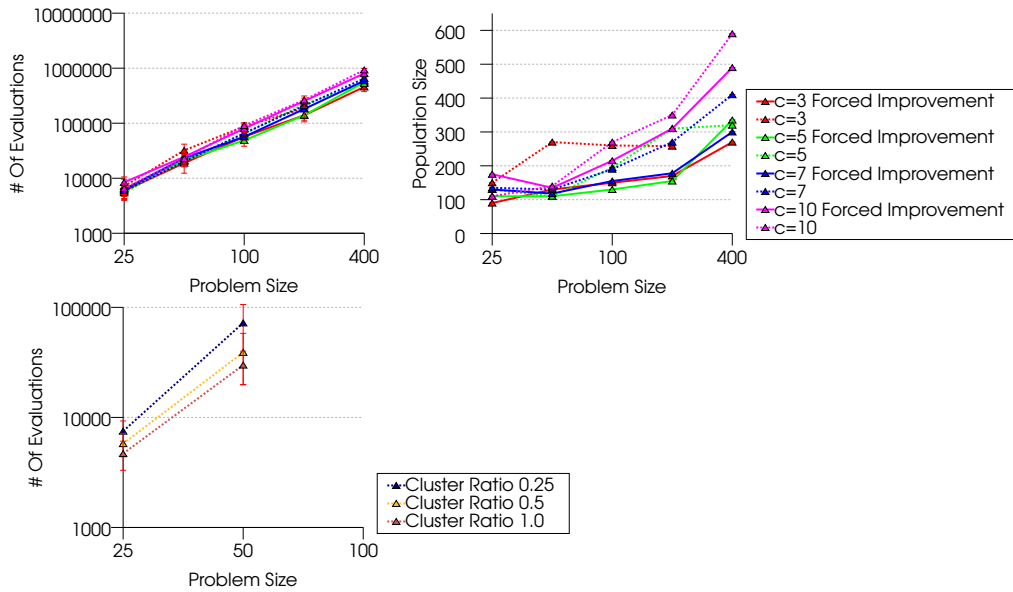 10000000
1000000
100000
10000
1000
25
100
400
# Of Evaluations
Problem Size
600
500
400
300
200
100
0
25
100
400
Population Size
Problem Size
c=3 Forced Improvement
c=3
c=5 Forced Improvement
c=5
c=7 Forced Improvement
c=7
c=10 Forced Improvement
c=10
100000
10000
1000
25
50
100
# Of Evaluations
Problem Size
Cluster Ratio 0.25
Cluster Ratio 0.5
Cluster Ratio 1.0